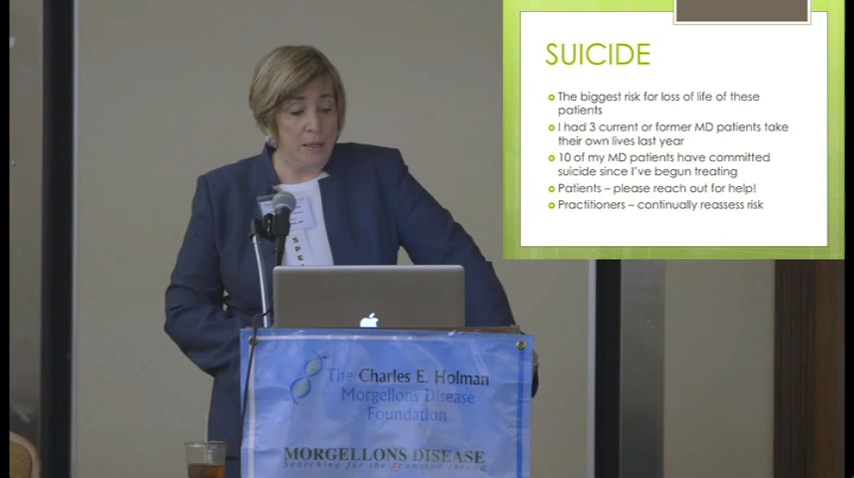 SUICIDE
The biggest risk for loss of life of these
patients
I had 3 current or former MD patients take
their own lives last year
10 of my MD patients have committed
suicide since I've begun treating
Patients – please reach out for help!
Practitioners – continually reassess risk
SPE
The Charles E. Holman
Morgellons Disease
Foundation
MORGELLONS DISEASE
Searching for the common thread